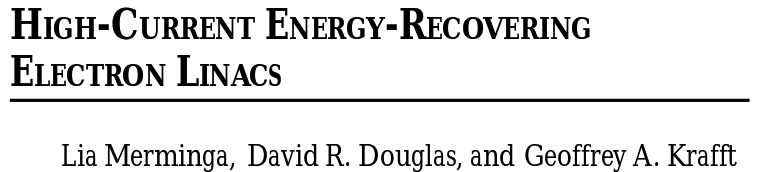 HIGH-CURRENT ENERGY-RECOVERING
ELECTRON LINACS
Lia Merminga, David R. Douglas, and Geoffrey A. Krafft